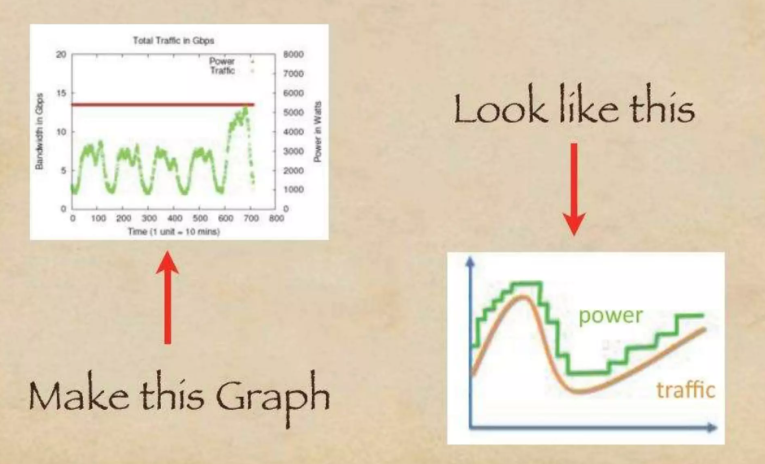 Total Traffic in Gbps
20
15
10
5
0
Bandwidth in Gbps
Power
Traffic
8000
7000
6000
5000
4000
3000
2000
1000
0
Power in Watts
0 100 200 300 400 500 600 700 800
Time (1 unit = 10 mins)
Make this Graph
Look like this
power
traffic